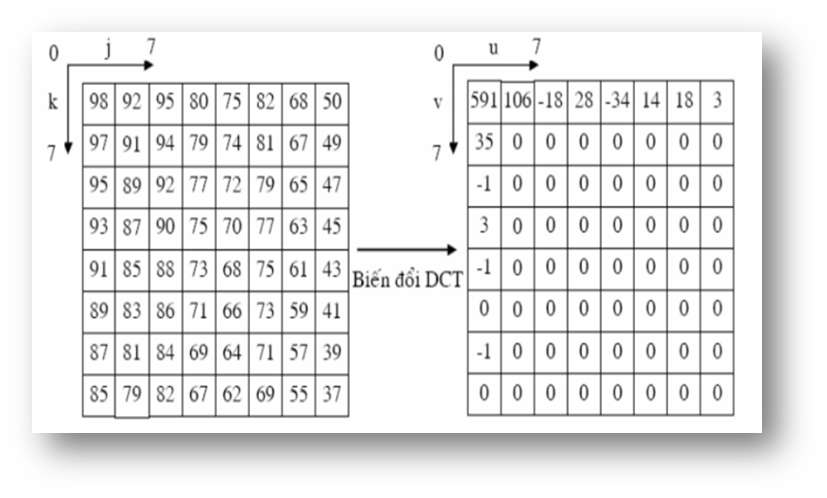 0 j 7 0 u 7
k 98 92 95 80 75 82 68 50 v 591 106 -18 28 -34 14 18 3
7 97 91 94 79 74 81 67 49 7 35 0 0 0 0 0 0 0
95 89 92 77 72 79 65 47 -1 0 0 0 0 0 0 0
93 87 90 75 70 77 63 45 3 0 0 0 0 0 0 0
91 85 88 73 68 75 61 43 Biến đổi DCT -1 0 0 0 0 0 0 0
89 83 86 71 66 73 59 41 0 0 0 0 0 0 0 0
87 81 84 69 64 71 57 39 -1 0 0 0 0 0 0 0
85 79 82 67 62 69 55 37 0 0 0 0 0 0 0 0